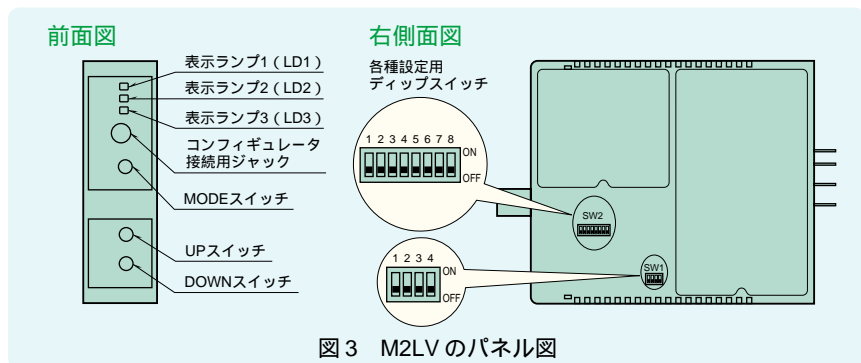 前面図
表示ランプ1（LD1）
表示ランプ2（LD2）
表示ランプ3（LD3）
コンフィギュレータ
接続用ジャック
MODEスイッチ
UPスイッチ
DOWNスイッチ
右側面図
各種設定用
ディップスイッチ
1 2 3 4 5 6 7 8
ON
OFF
SW2
1 2 3 4
ON
OFF
SW1
図3　M2LVのパネル図